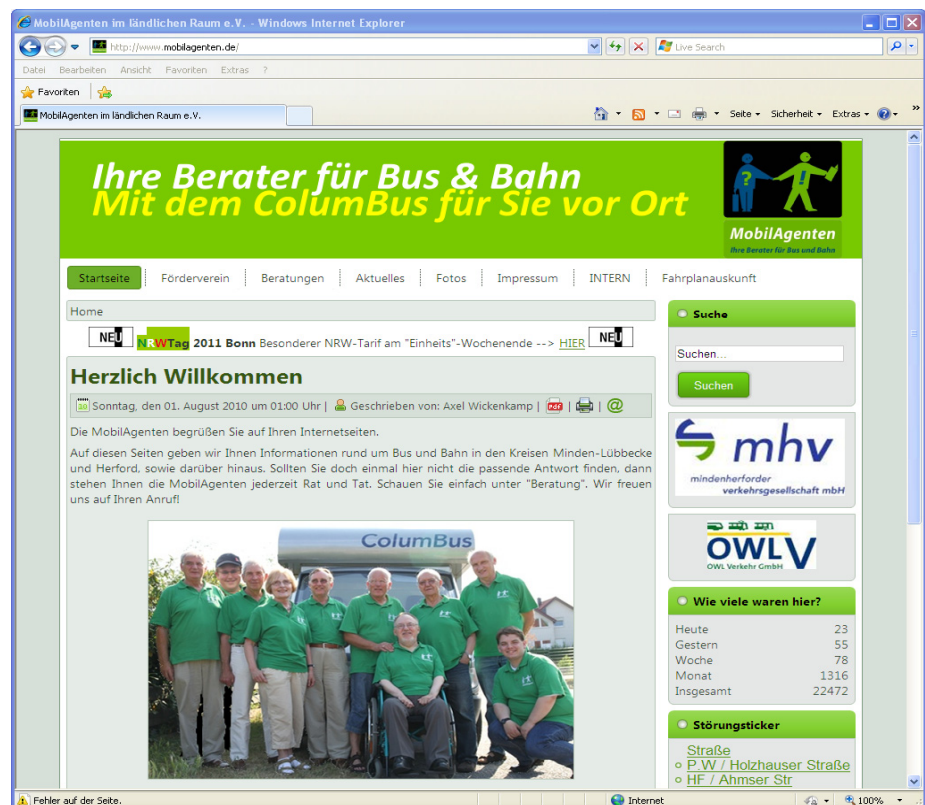 MobilAgenten im ländlichen Raum e.V. - Windows Internet Explorer
http://www.mobilagenten.de/
Live Search
Datei Bearbeiten Ansicht Favoriten Extras ?
Favoriten
MobilAgenten im ländlichen Raum e.V.
Seite Sicherheit Extras
Ihre Berater für Bus & Bahn
Mit dem ColumBus für Sie vor Ort
?
MobilAgenten
Ihre Berater für Bus und Bahn
Startseite Förderverein Beratungen Aktuelles Fotos Impressum INTERN Fahrplanauskunft
Home
NEU NRWTag 2011 Bonn Besonderer NRW-Tarif am "Einheits"-Wochenende --> HIER NEU
Herzlich Willkommen
Sonntag, den 01. August 2010 um 01:00 Uhr | Geschrieben von: Axel Wickenkamp | PDF | | @
Die MobilAgenten begrüßen Sie auf Ihren Internetseiten.
Auf diesen Seiten geben wir Ihnen Informationen rund um Bus und Bahn in den Kreisen Minden-Lübbecke
und Herford, sowie darüber hinaus. Sollten Sie doch einmal hier nicht die passende Antwort finden, dann
stehen Ihnen die MobilAgenten jederzeit Rat und Tat. Schauen Sie einfach unter "Beratung". Wir freuen
uns auf Ihren Anruf!
ColumBus
Suche
Suchen...
Suchen
mhv
mindenherforder
verkehrsgesellschaft mbH
OWLV
OWL Verkehr GmbH
Wie viele waren hier?
Heute 23
Gestern 55
Woche 78
Monat 1316
Insgesamt 22472
Störungsticker
Straße
P.W / Holzhauser Straße
HF / Ahmser Str
Fehler auf der Seite.
Internet
100%